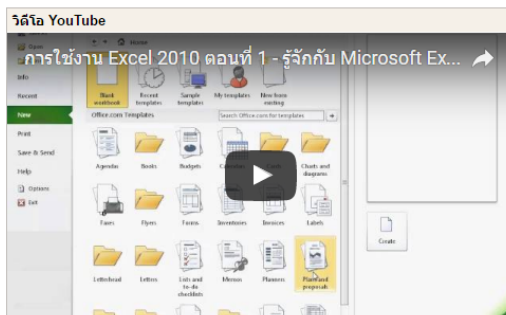 วิดีโอ YouTube
การใช้งาน Excel 2010 ตอนที่ 1 - รู้จักกับ Microsoft Ex...
Home
Open
Info
Recent
New
Print
Save & Send
Help
Options
Exit
Blank workbook
Recent templates
Sample templates
My templates
New from existing
Office.com Templates
Search Office.com for templates
Agendas
Books
Budgets
Charts and diagrams
Faxes
Flyers
Forms
Inventories
Invoices
Labels
Letterhead
Letters
Lists and to-do checklists
Memos
Planners
Plans and proposals
Create